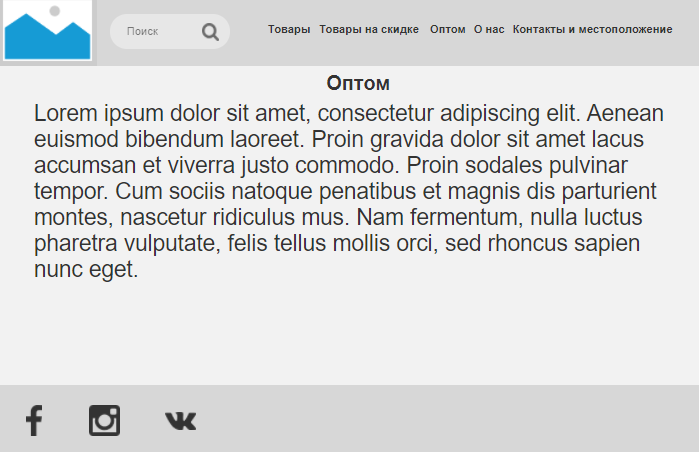 Поиск
Товары Товары на скидке Оптом О нас Контакты и местоположение
Оптом
Lorem ipsum dolor sit amet, consectetur adipiscing elit. Aenean
euismod bibendum laoreet. Proin gravida dolor sit amet lacus
accumsan et viverra justo commodo. Proin sodales pulvinar
tempor. Cum sociis natoque penatibus et magnis dis parturient
montes, nascetur ridiculus mus. Nam fermentum, nulla luctus
pharetra vulputate, felis tellus mollis orci, sed rhoncus sapien
nunc eget.